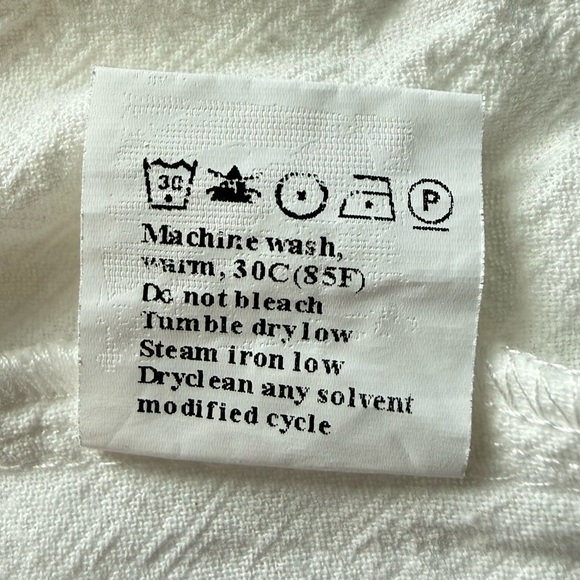 30
P
Machine wash,
warm, 30C(85F)
Do not bleach
Tumble dry low
Steam iron low
Dryclean any solvent
modified cycle